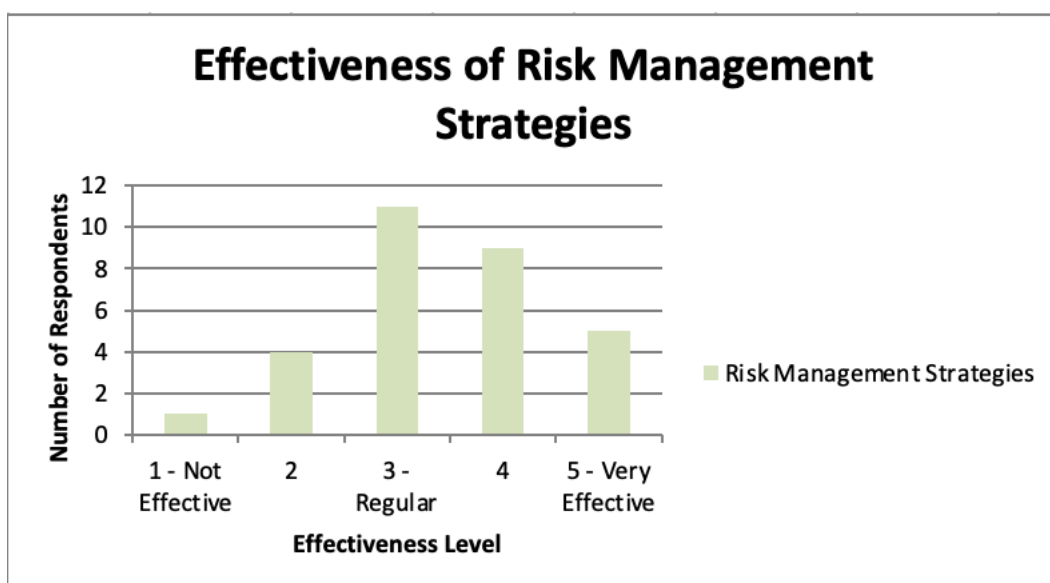 Effectiveness of Risk Management
Strategies
Number of Respondents
12
10
8
6
4
2
0
1 - Not
Effective
2
3 -
Regular
4
5 - Very
Effective
Effectiveness Level
Risk Management Strategies